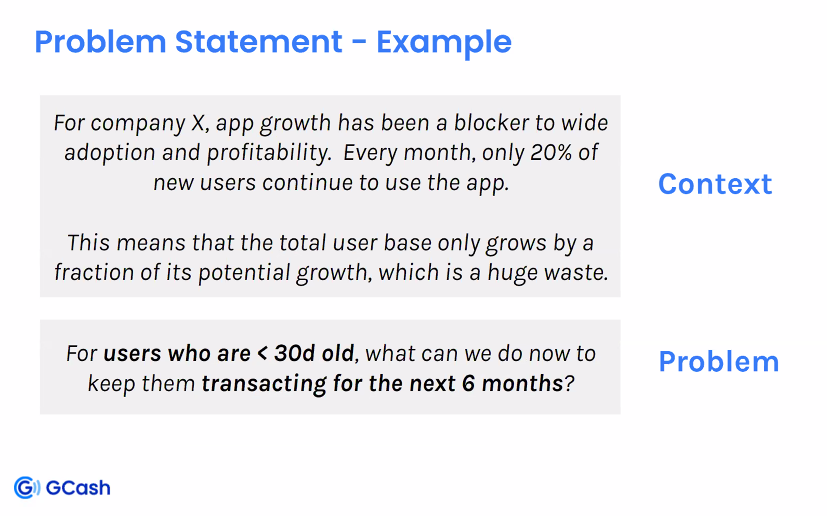 Problem Statement - Example
For company X, app growth has been a blocker to wide
adoption and profitability. Every month, only 20% of
new users continue to use the app.
Context
This means that the total user base only grows by a
fraction of its potential growth, which is a huge waste.
For users who are < 30d old, what can we do now to
keep them transacting for the next 6 months?
Problem
GCash